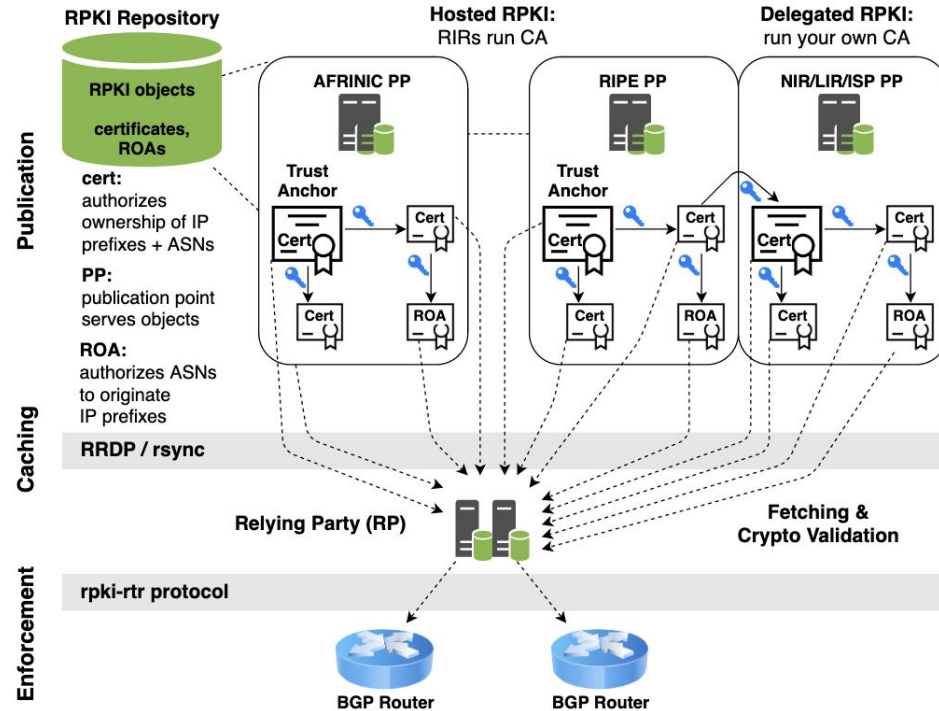 RPKI Repository
RPKI objects
certificates,
ROAs
Hosted RPKI:
RIRs run CA
Delegated RPKI:
run your own CA
Publication
cert:
authorizes
ownership of IP
prefixes + ASNs
PP:
publication point
serves objects
ROA:
authorizes ASNs
to originate
IP prefixes
AFRINIC PP
Trust
Anchor
Cert
Cert
Cert
ROA
RIPE PP
Trust
Anchor
Cert
Cert
Cert
ROA
NIR/LIR/ISP PP
Cert
Cert
Cert
ROA
Caching
RRDP / rsync
Relying Party (RP)
Fetching &
Crypto Validation
Enforcement
rpki-rtr protocol
BGP Router
BGP Router